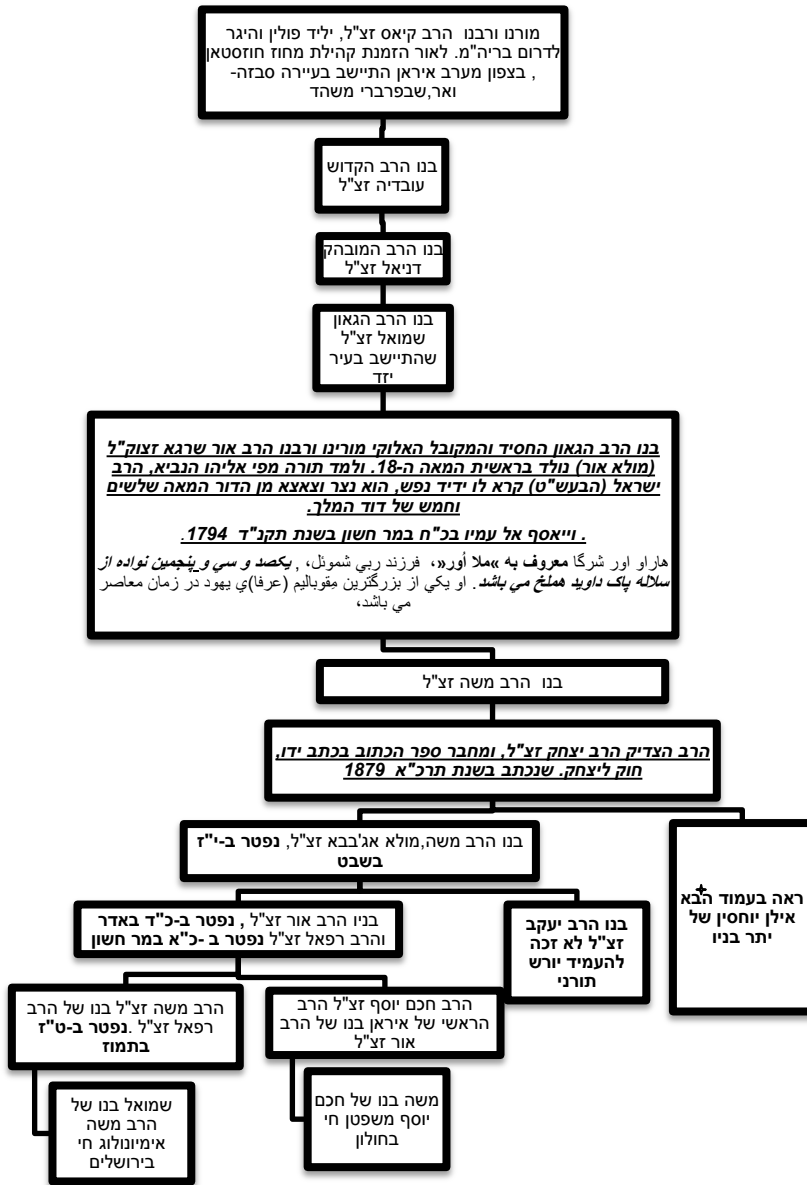 מורנו ורבנו  הרב קיאס זצ"ל, יליד פולין והיגר
לדרום בריה"מ. לאור הזמנת קהילת מחוז חוזסטאן
, בצפון מערב איראן התיישב בעיירה סבזה-
ואר,שבפרברי משהד
בנו הרב הקדוש
עובדיה זצ"ל
בנו הרב המובהק
דניאל זצ"ל
בנו הרב הגאון
שמואל זצ"ל
שהתיישב בעיר
יזד
בנו הרב הגאון החסיד והמקובל האלוקי מורינו ורבנו הרב אור שרגא זצוק"ל
(מולא אור) נולד בראשית המאה ה-18. ולמד תורה מפי אליהו הנביא, הרב
ישראל (הבעש"ט) קרא לו ידיד נפש, הוא נצר וצאצא מן הדור המאה שלשים
וחמש של דוד המלך.
. וייאסף אל עמיו בכ"ח במר חשון בשנת תקנ"ד  1794.
هاراو اور شرگا معروف به »ملا أور«، فرزند ربي شموئل، , يكصد و سي و پنجمين نواده از
سلاله پاک داويد هملخ مي باشد. او يكي از بزرگترين مِقوباليم (عرفا)ي يهود در زمان معاصر
مي باشد،
בנו  הרב משה זצ"ל
הרב הצדיק הרב יצחק זצ"ל, ומחבר ספר הכתוב בכתב ידו,
חוק ליצחק. שנכתב בשנת תרכ"א  1879
בנו הרב משה,מולא אג'בבא זצ"ל, נפטר ב-י"ז
בשבט
ראה בעמוד הבא
אילן יוחסין של
יתר בניו
בניו הרב אור זצ"ל , נפטר ב-כ"ד באדר
והרב רפאל זצ"ל נפטר ב -כ"א במר חשון
בנו הרב יעקב
זצ"ל לא זכה
להעמיד יורש
תורני
הרב חכם יוסף זצ"ל הרב
הראשי של איראן בנו של הרב
אור זצ"ל
הרב משה זצ"ל בנו של הרב
רפאל זצ"ל .נפטר ב-ט"ז
בתמוז
משה בנו של חכם
יוסף משפטן חי
בחולון
שמואל בנו של
הרב משה
אימיונולוג חי
בירושלים